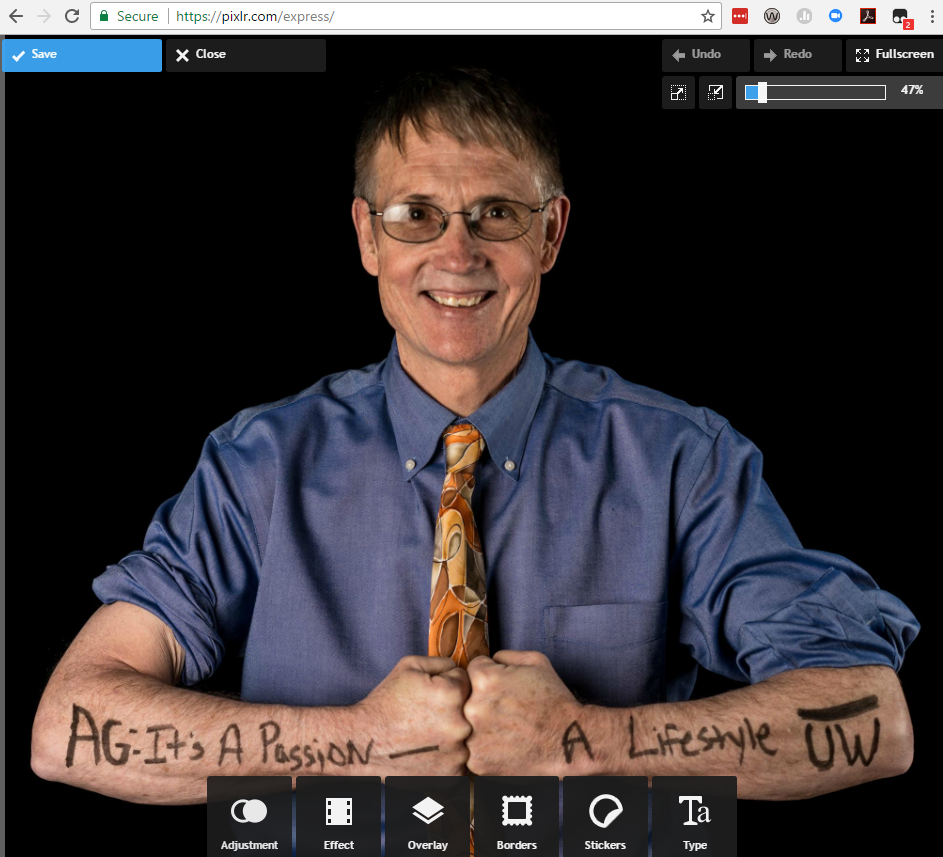 Secure https://pixlr.com/express/
2
Save Close Undo Redo Fullscreen
47%
AG-It's A Passion — A Lifestyle UW
Adjustment Effect Overlay Borders Stickers Type